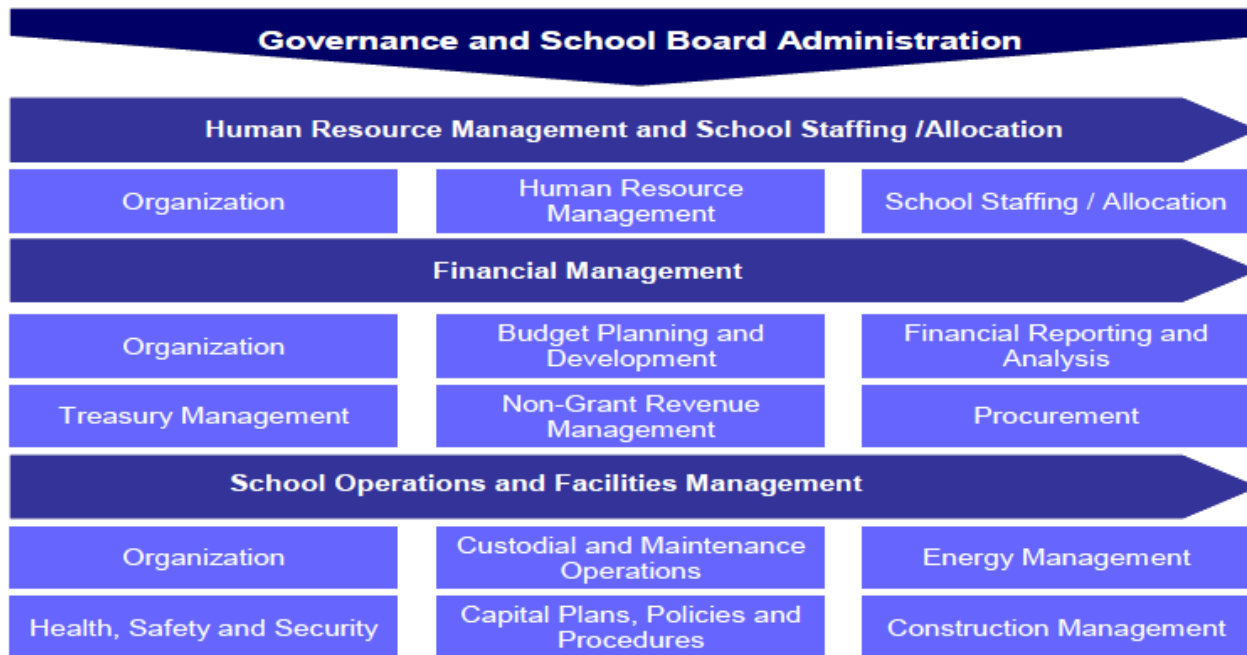 Governance and School Board Administration
Human Resource Management and School Staffing /Allocation
Organization
Human Resource
Management
School Staffing / Allocation
Financial Management
Organization
Budget Planning and
Development
Financial Reporting and
Analysis
Treasury Management
Non-Grant Revenue
Management
Procurement
School Operations and Facilities Management
Organization
Custodial and Maintenance
Operations
Energy Management
Health, Safety and Security
Capital Plans, Policies and
Procedures
Construction Management